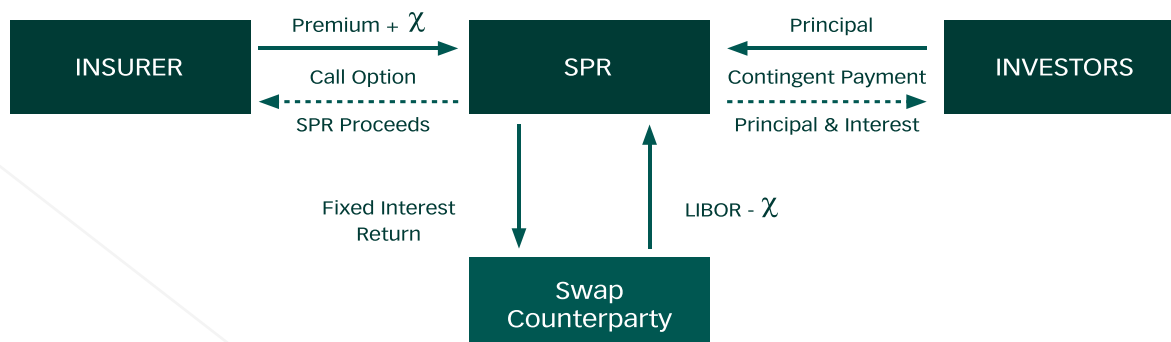 Premium + χ
INSURER
Call Option
SPR Proceeds
SPR
Principal
Contingent Payment
Principal & Interest
INVESTORS
Fixed Interest
Return
LIBOR - χ
Swap
Counterparty